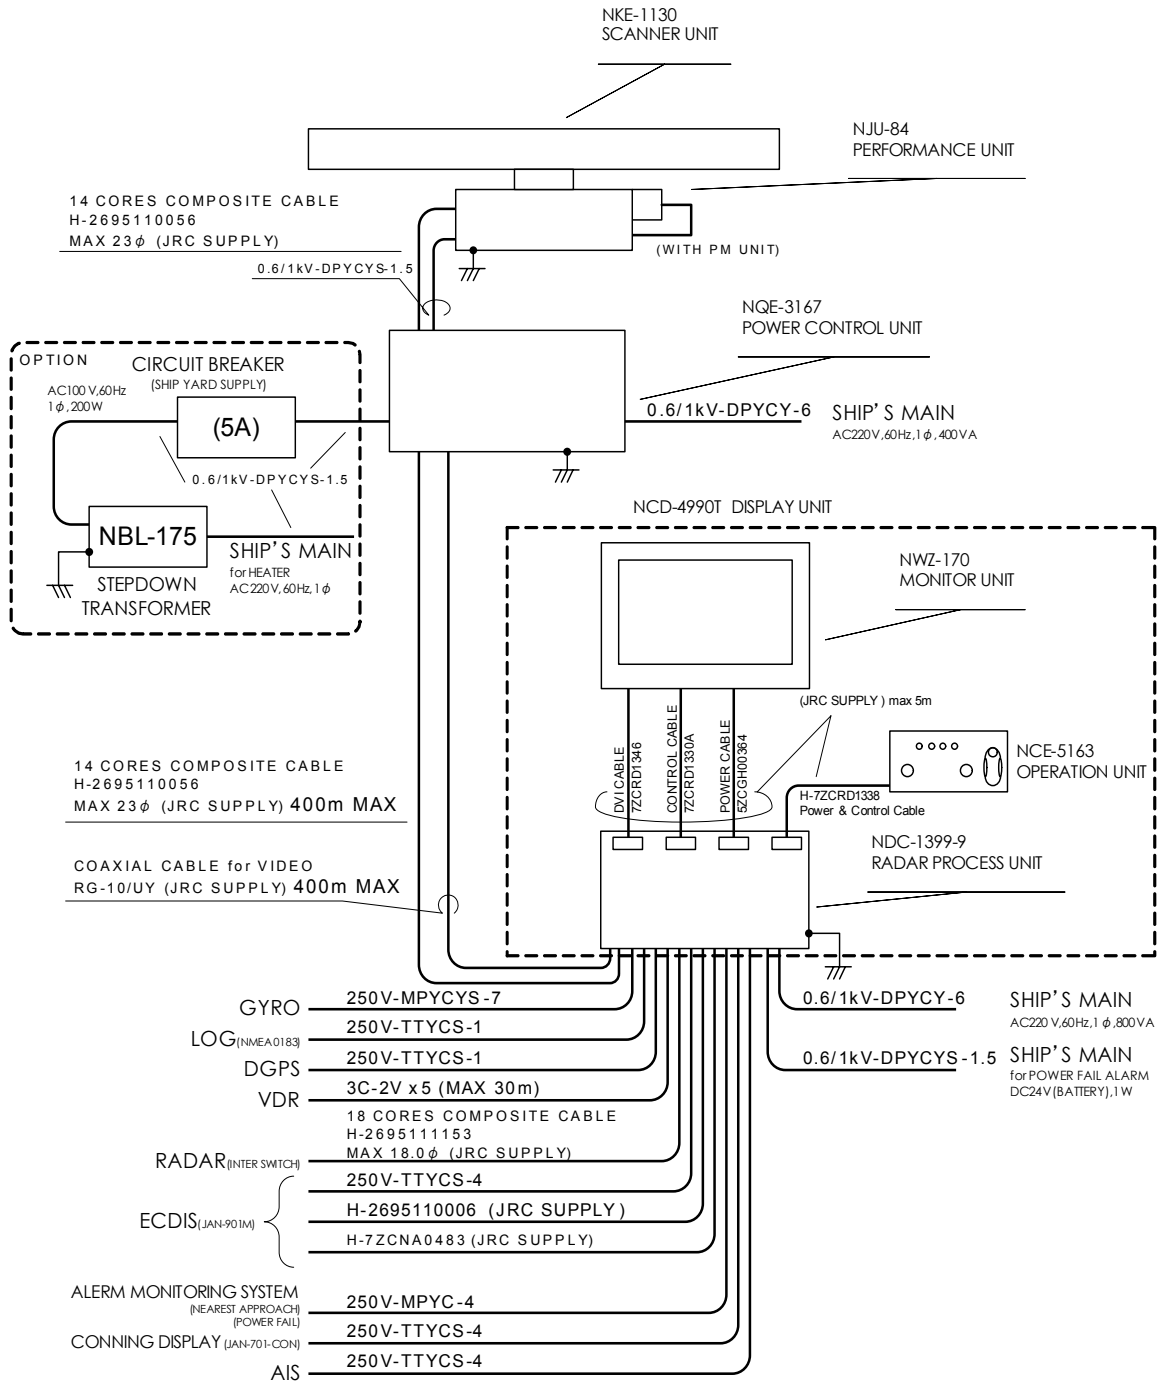 NKE-1130
SCANNER UNIT
NJU-84
PERFORMANCE UNIT
14 CORES COMPOSITE CABLE
H-2695110056
MAX 23φ (JRC SUPPLY)
(WITH PM UNIT)
0.6/1kV-DPYCYS-1.5
NQE-3167
POWER CONTROL UNIT
OPTION
CIRCUIT BREAKER
(SHIP YARD SUPPLY)
AC100V,60Hz
1φ,200W
(5A)
0.6/1kV-DPYCY-6
SHIP'S MAIN
AC220V,60Hz,1φ,400VA
0.6/1kV-DPYCYS-1.5
NBL-175
SHIP'S MAIN
for HEATER
AC220V,60Hz,1φ
STEPDOWN
TRANSFORMER
NCD-4990T DISPLAY UNIT
NWZ-170
MONITOR UNIT
(JRC SUPPLY) max 5m
DVI CABLE
7ZCRD1346
CONTROL CABLE
7ZCRD1330A
POWER CABLE
5ZCGH00364
NCE-5163
OPERATION UNIT
H-7ZCRD1338
Power & Control Cable
14 CORES COMPOSITE CABLE
H-2695110056
MAX 23φ (JRC SUPPLY) 400m MAX
NDC-1399-9
RADAR PROCESS UNIT
COAXIAL CABLE for VIDEO
RG-10/UY (JRC SUPPLY) 400m MAX
GYRO 250V-MPYCYS-7
0.6/1kV-DPYCY-6 SHIP'S MAIN
AC220V,60Hz,1φ,800VA
LOG(NMEA0183) 250V-TTYCS-1
DGPS 250V-TTYCS-1
0.6/1kV-DPYCYS-1.5 SHIP'S MAIN
for POWER FAIL ALARM
DC24V(BATTERY),1W
VDR 3C-2V x5 (MAX 30m)
18 CORES COMPOSITE CABLE
H-2695111153
MAX 18.0φ (JRC SUPPLY)
RADAR(INTER SWITCH)
250V-TTYCS-4
ECDIS(JAN-901M) H-2695110006 (JRC SUPPLY)
H-7ZCNA0483 (JRC SUPPLY)
ALERM MONITORING SYSTEM
(NEAREST APPROACH)
(POWER FAIL)
250V-MPYC-4
CONNING DISPLAY (JAN-701-CON) 250V-TTYCS-4
AIS 250V-TTYCS-4